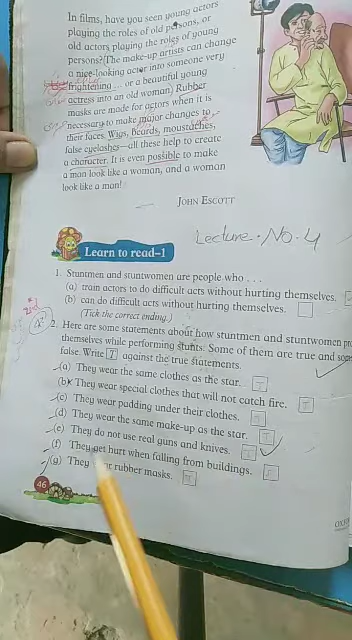 In films, have you seen young actors
playing the roles of old persons, or
old actors playing the roles of young
persons? The make-up artists can change
a nice-looking actor into someone very
frightening ... or a beautiful young
actress into an old woman. Rubber
masks are made for actors when it is
necessary to make major changes to
their faces. Wigs, Beards, moustaches,
false eyelashes—all these help to create
a character. It is even possible to make
a man look like a woman, and a woman
look like a man!
JOHN ESCOTT
Lecture. No. 4
Learn to read–1
1. Stuntmen and stuntwomen are people who . . .
(a) train actors to do difficult acts without hurting themselves.
(b) can do difficult acts without hurting themselves.
(Tick the correct ending.)
2. Here are some statements about how stuntmen and stuntwomen
themselves while performing stunts. Some of them are true and
false. Write T against the true statements.
(a) They wear the same clothes as the star. T
(b) They wear special clothes that will not catch fire. T
(c) They wear padding under their clothes. T
(d) They wear the same make-up as the star. T
(e) They do not use real guns and knives.
(f) They get hurt when falling from buildings.
(g) They rubber masks.
46